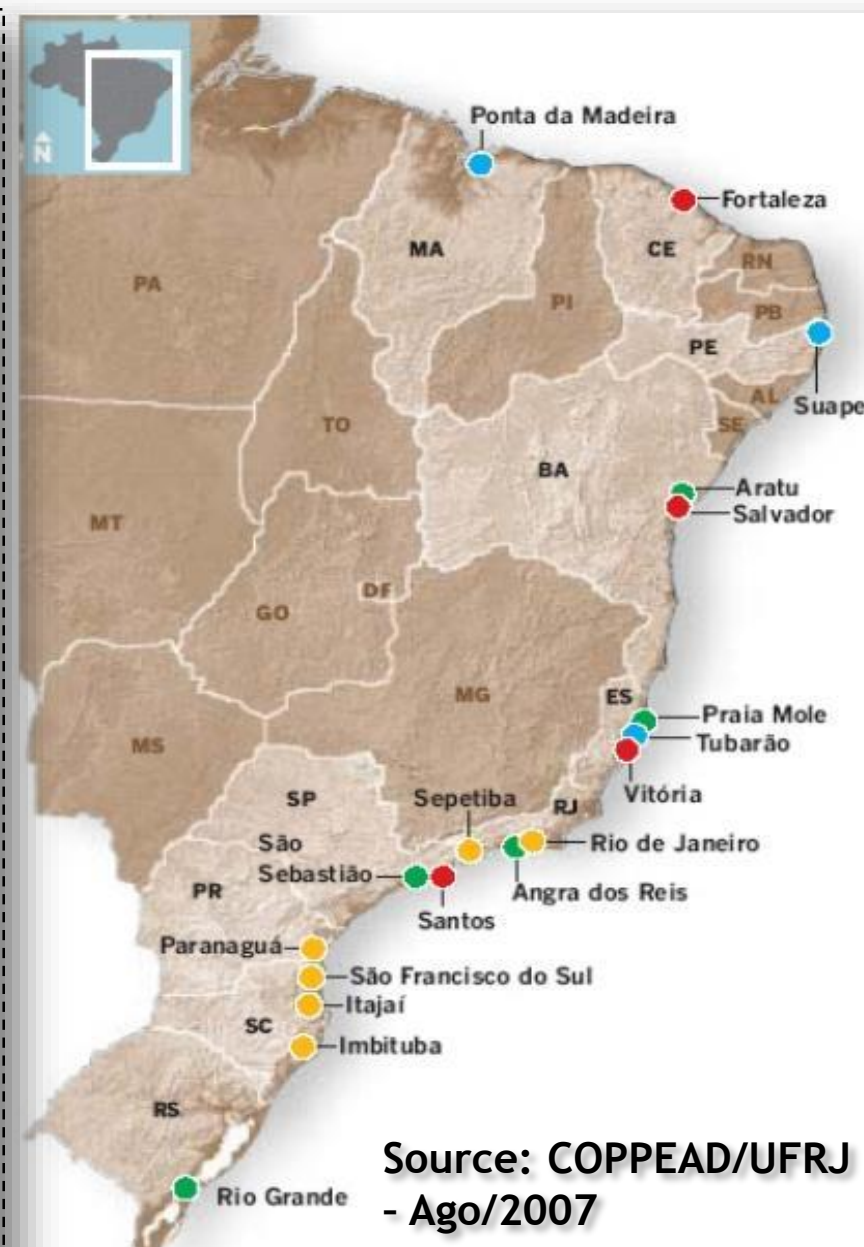 N
Ponta da Madeira
Fortaleza
MA
CE
RN
PA
PI
PB
PE
AL
Suape
TO
SE
BA
Aratu
Salvador
MT
DF
GO
MG
ES
Praia Mole
Tubarão
MS
Vitória
SP
Sepetiba
RJ
São
Sebastião
Rio de Janeiro
PR
Angra dos Reis
Santos
Paranaguá
São Francisco do Sul
Itajaí
SC
Imbituba
RS
Rio Grande
Source: COPPEAD/UFRJ
– Ago/2007